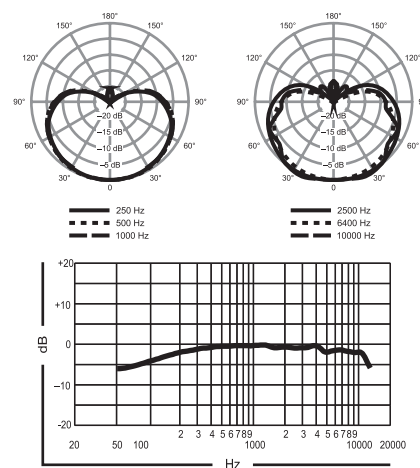 180°
150° 150°
120° 120°
90° 90°
60° 60°
30° 30°
0
–20 dB
–15 dB
–10 dB
–5 dB
250 Hz
500 Hz
1000 Hz
180°
150° 150°
120° 120°
90° 90°
60° 60°
30° 30°
0
–20 dB
–15 dB
–10 dB
–5 dB
2500 Hz
6400 Hz
10000 Hz
+20
+10
0
–10
-20
dB
20 50 100 2 3 4 5 6 7 8 9 1000 2 3 4 5 6 7 8 9 10000 20000
Hz